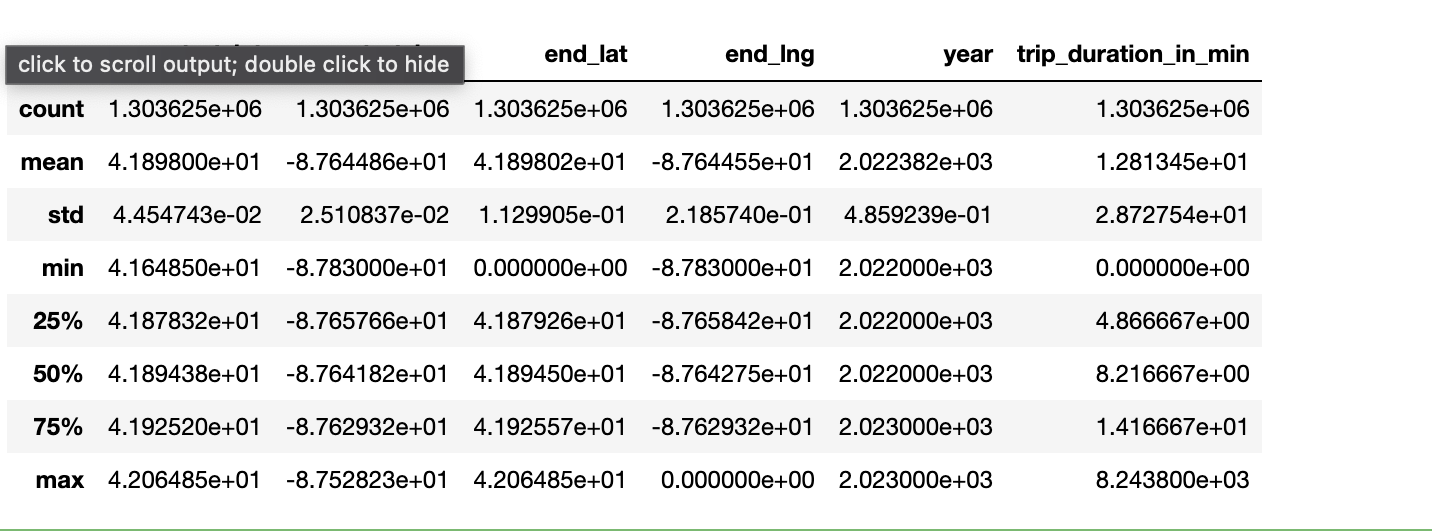 end_lat end_lng year trip_duration_in_min
click to scroll output; double click to hide
count 1.303625e+06 1.303625e+06 1.303625e+06 1.303625e+06 1.303625e+06 1.303625e+06
mean 4.189800e+01 -8.764486e+01 4.189802e+01 -8.764455e+01 2.022382e+03 1.281345e+01
std 4.454743e-02 2.510837e-02 1.129905e-01 2.185740e-01 4.859239e-01 2.872754e+01
min 4.164850e+01 -8.783000e+01 0.000000e+00 -8.783000e+01 2.022000e+03 0.000000e+00
25% 4.187832e+01 -8.765766e+01 4.187926e+01 -8.765842e+01 2.022000e+03 4.866667e+00
50% 4.189438e+01 -8.764182e+01 4.189450e+01 -8.764275e+01 2.022000e+03 8.216667e+00
75% 4.192520e+01 -8.762932e+01 4.192557e+01 -8.762932e+01 2.023000e+03 1.416667e+01
max 4.206485e+01 -8.752823e+01 4.206485e+01 0.000000e+00 2.023000e+03 8.243800e+03